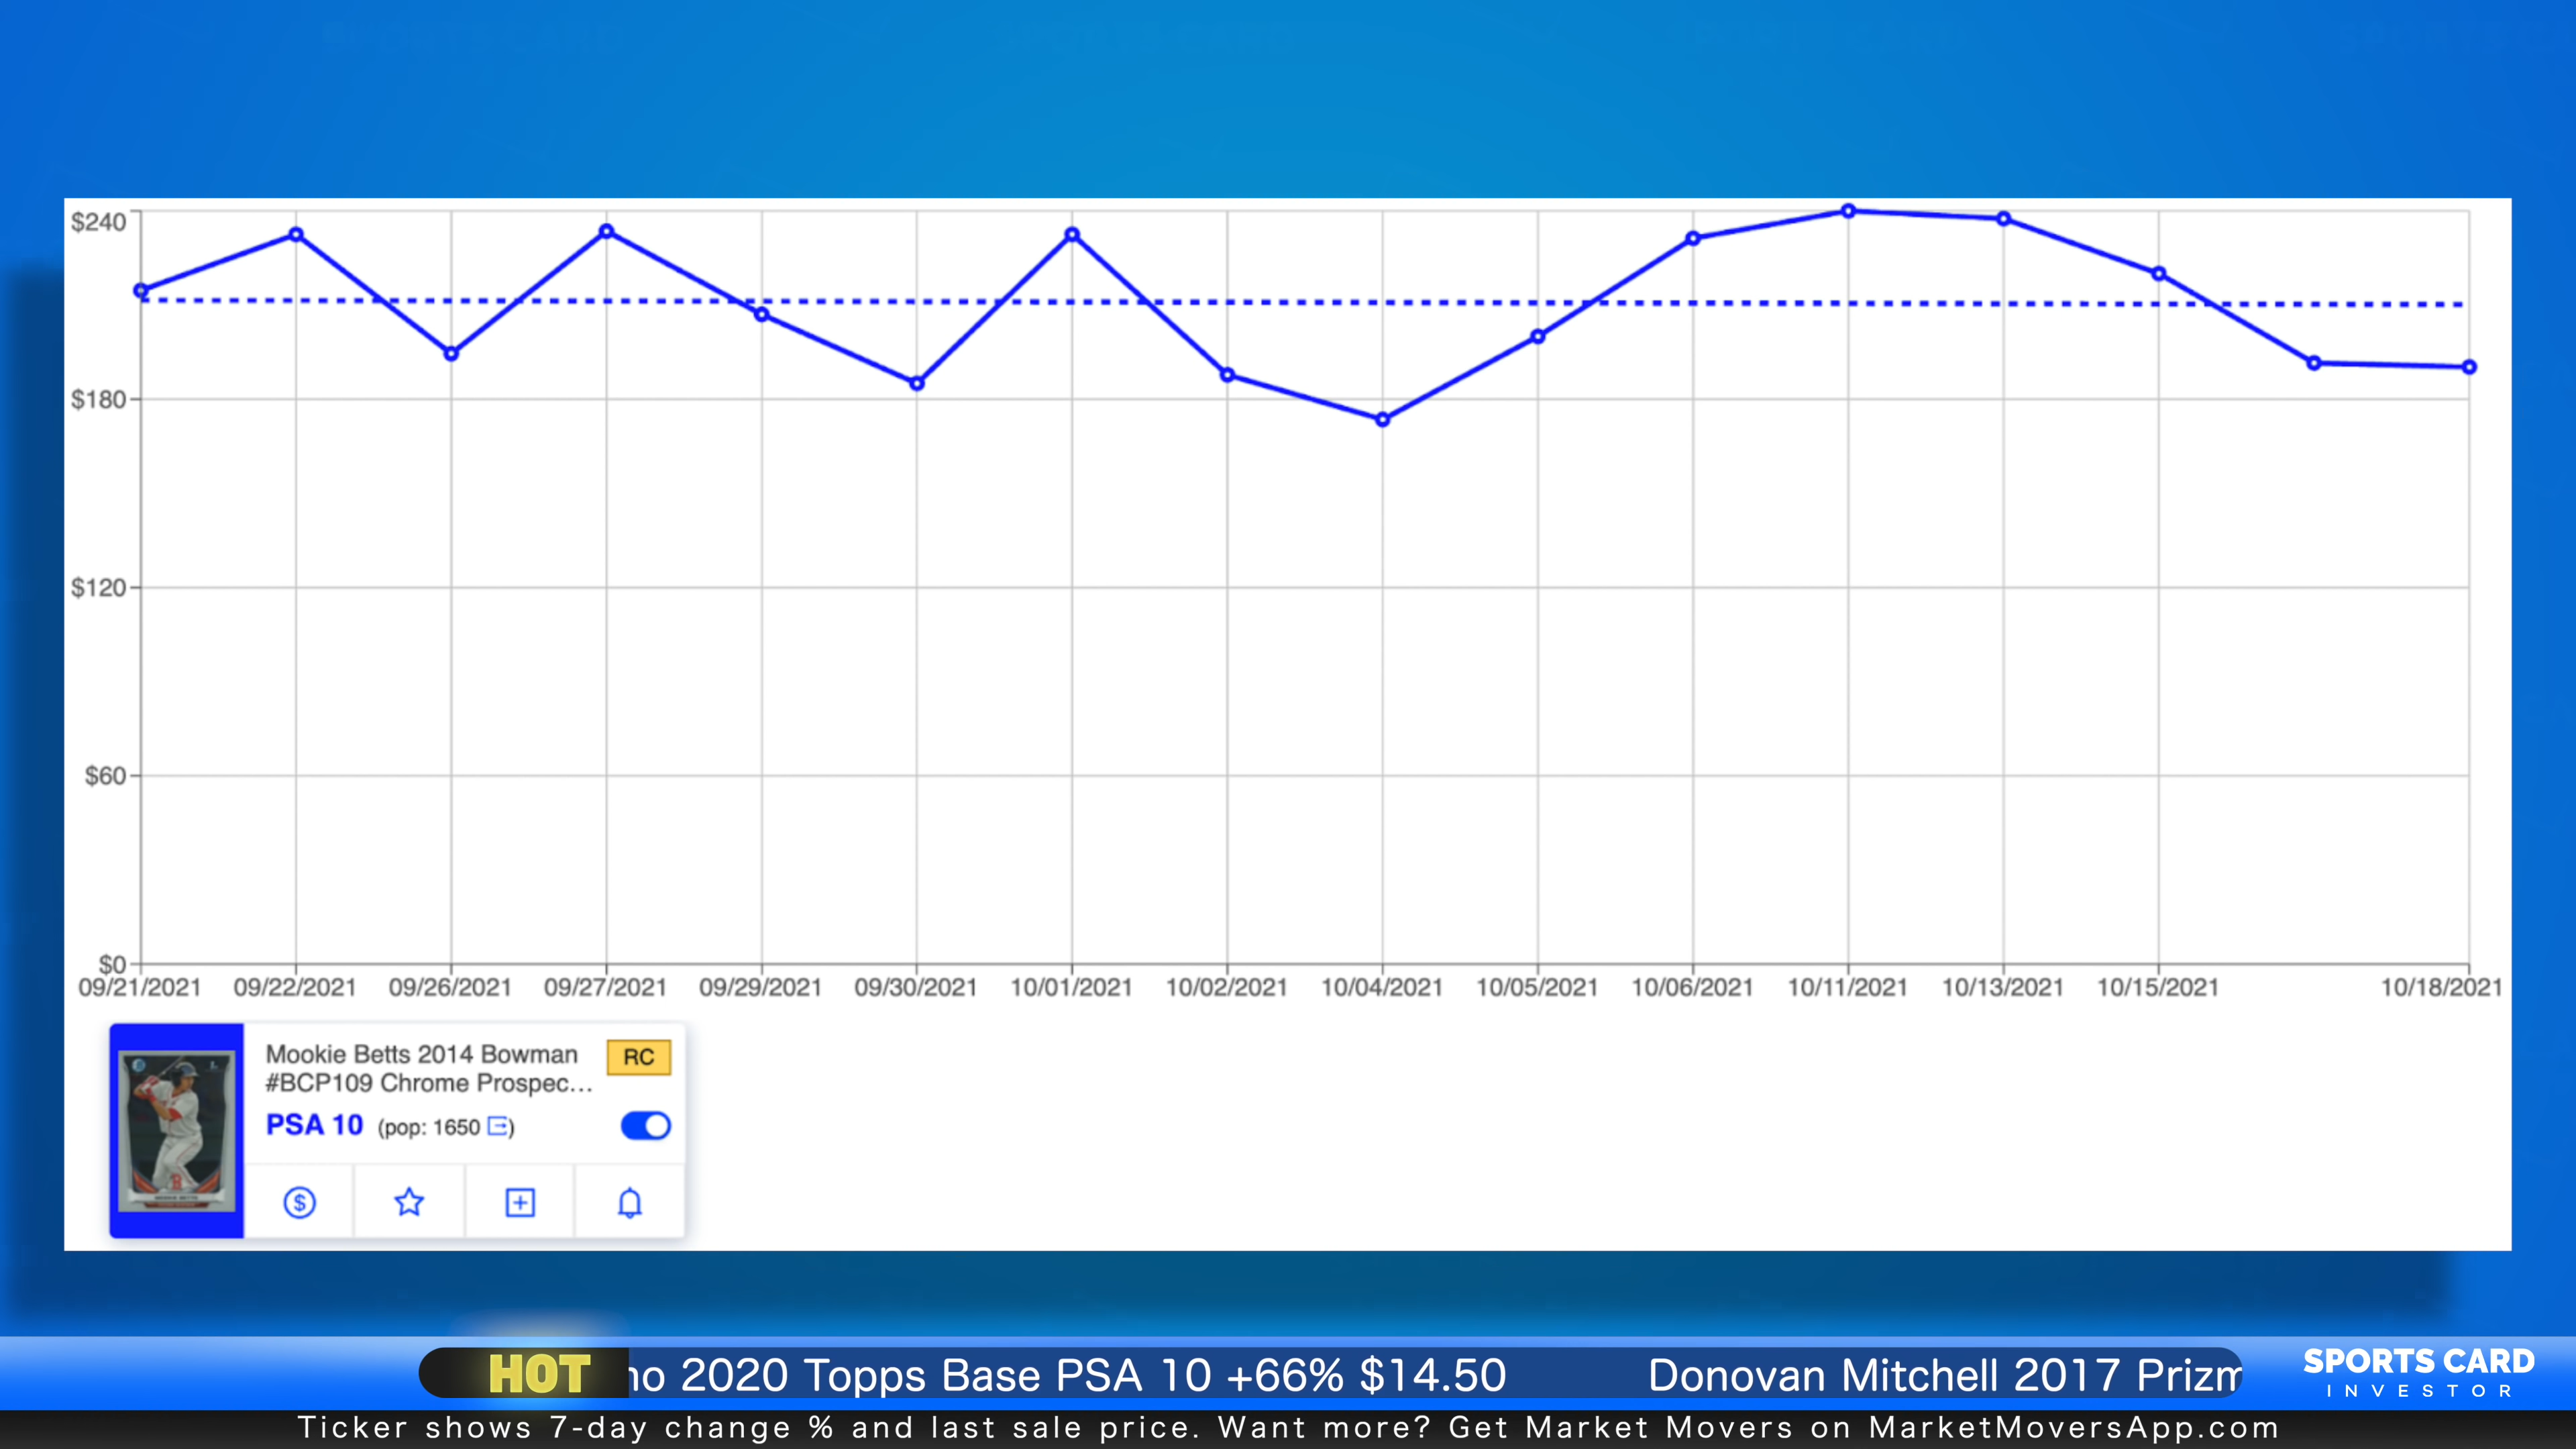 $240
$180
$120
$60
$0
09/21/2021 09/22/2021 09/26/2021 09/27/2021 09/29/2021 09/30/2021 10/01/2021 10/02/2021 10/04/2021 10/05/2021 10/06/2021 10/11/2021 10/13/2021 10/15/2021 10/18/2021
Mookie Betts 2014 Bowman RC
#BCP109 Chrome Prospec...
PSA 10 (pop: 1650)
MOOKIE BETTS
HOT no 2020 Topps Base PSA 10 +66% $14.50 Donovan Mitchell 2017 Prizm
SPORTS CARD
INVESTOR
Ticker shows 7-day change % and last sale price. Want more? Get Market Movers on MarketMoversApp.com